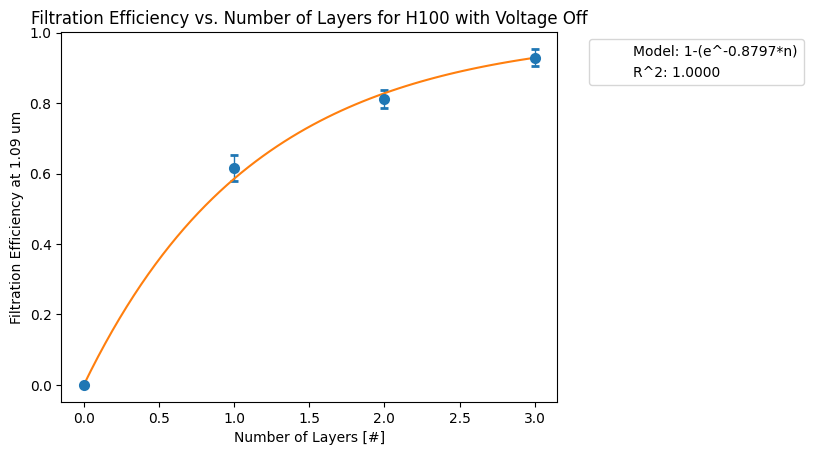 Filtration Efficiency vs. Number of Layers for H100 with Voltage Off
Model: 1-(e^-0.8797*n)
R^2: 1.0000
Filtration Efficiency at 1.09 um
1.0
0.8
0.6
0.4
0.2
0.0
0.0 0.5 1.0 1.5 2.0 2.5 3.0
Number of Layers [#]